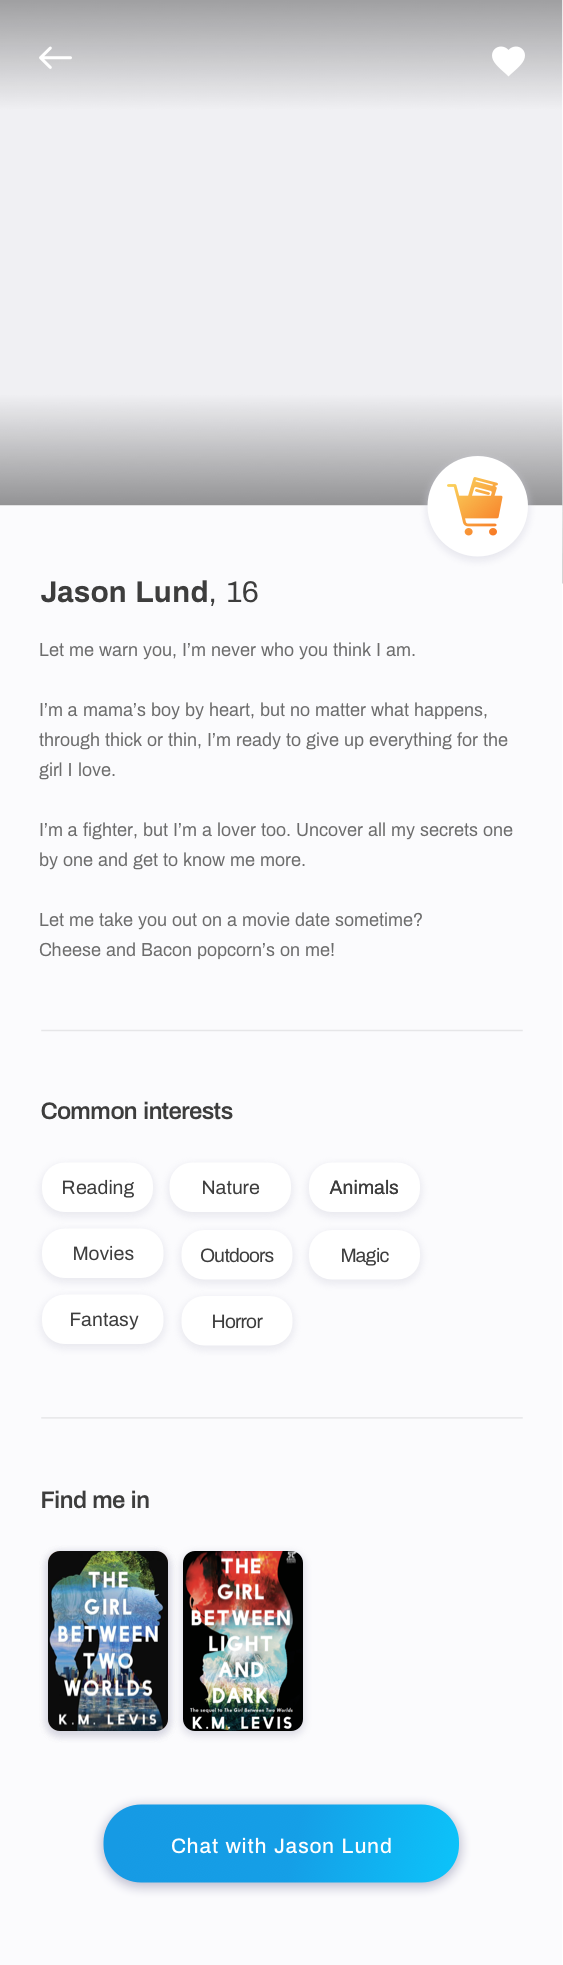 Jason Lund, 16
Let me warn you, I’m never who you think I am.
I’m a mama’s boy by heart, but no matter what happens,
through thick or thin, I’m ready to give up everything for the
girl I love.
I’m a fighter, but I’m a lover too. Uncover all my secrets one
by one and get to know me more.
Let me take you out on a movie date sometime?
Cheese and Bacon popcorn’s on me!
Common interests
Reading
Nature
Animals
Movies
Outdoors
Magic
Fantasy
Horror
Find me in
THE
GIRL
BETWEEN
TWO
WORLDS
K.M. LEVIS
THE
GIRL
BETWEEN
LIGHT
AND
DARK
The sequel to The Girl Between Two Worlds
K.M. LEVIS
Chat with Jason Lund